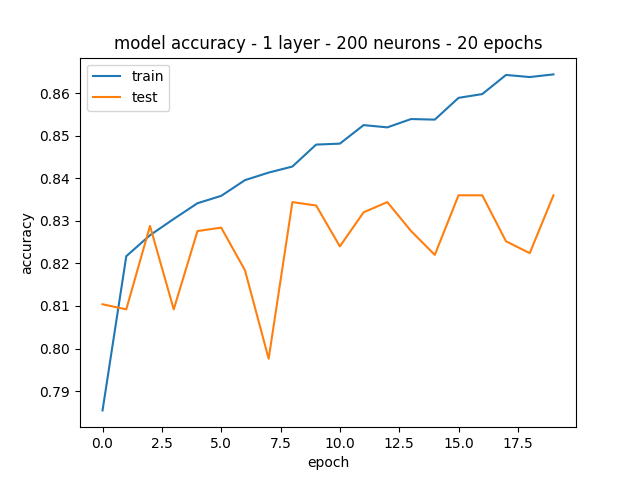 model accuracy - 1 layer - 200 neurons - 20 epochs
train
test
0.86
0.85
0.84
0.83
0.82
0.81
0.80
0.79
accuracy
0.0 2.5 5.0 7.5 10.0 12.5 15.0 17.5
epoch